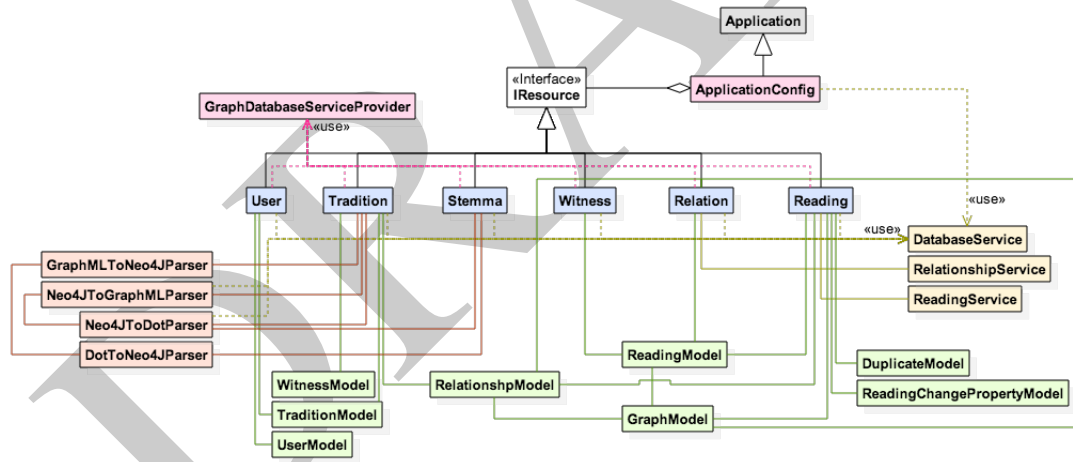 Application
«Interface»
IResource
ApplicationConfig
GraphDatabaseServiceProvider
«use»
User
Tradition
Stemma
Witness
Relation
Reading
«use»
«use»
DatabaseService
GraphMLToNeo4JParser
RelationshipService
Neo4JToGraphMLParser
ReadingService
Neo4JToDotParser
DotToNeo4JParser
ReadingModel
DuplicateModel
WitnessModel
RelationshpModel
ReadingChangePropertyModel
TraditionModel
GraphModel
UserModel
DRA